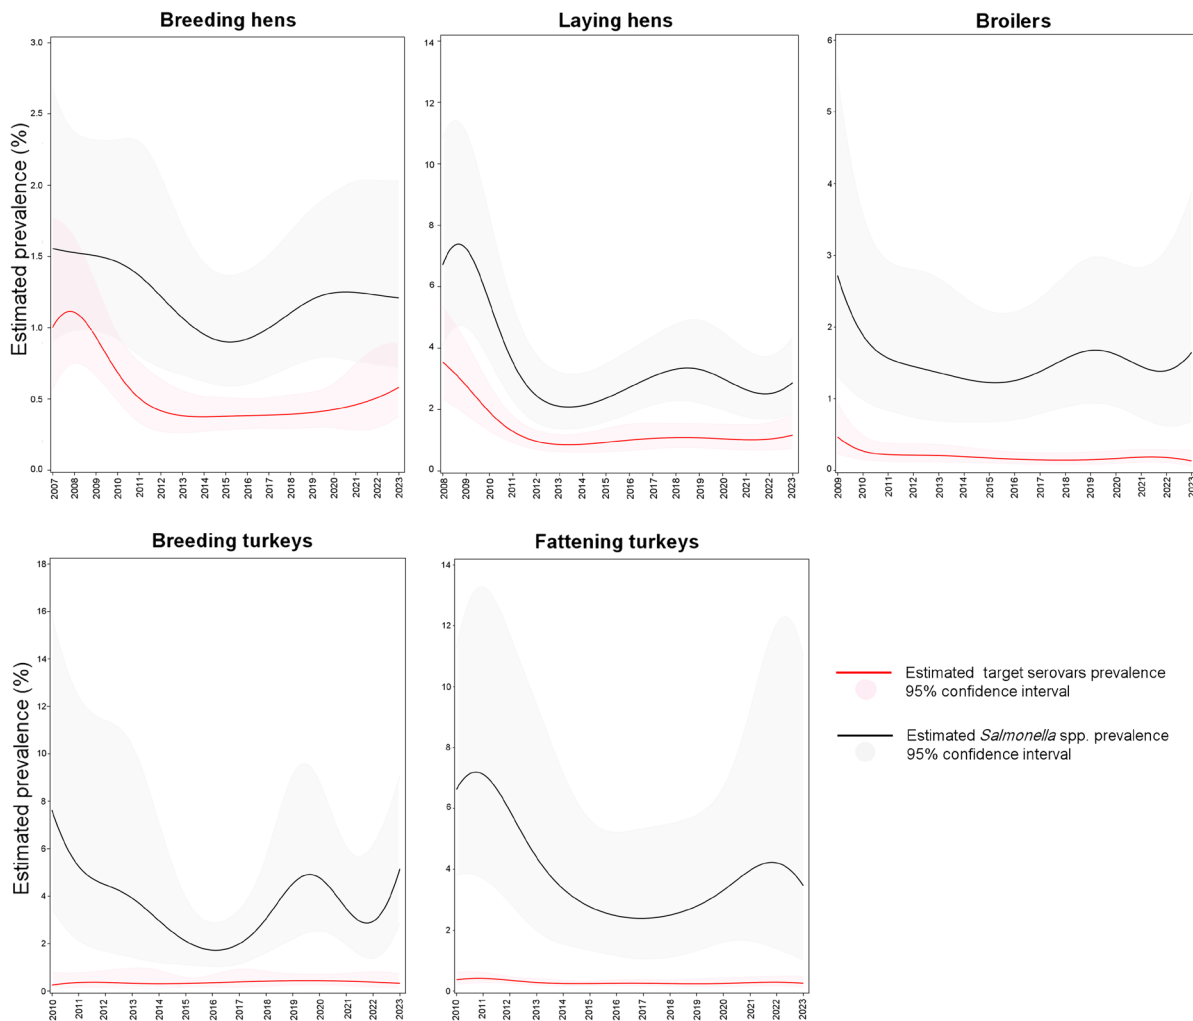 Breeding hens
Estimated prevalence (%)
3.0
2.5
2.0
1.5
1.0
0.5
0.0
2007 2008 2009 2010 2011 2012 2013 2014 2015 2016 2017 2018 2019 2020 2021 2022 2023
Laying hens
14
12
10
8
6
4
2
0
2008 2009 2010 2011 2012 2013 2014 2015 2016 2017 2018 2019 2020 2021 2022 2023
Broilers
6
5
4
3
2
1
0
2009 2010 2011 2012 2013 2014 2015 2016 2017 2018 2019 2020 2021 2022 2023
Breeding turkeys
Estimated prevalence (%)
18
16
14
12
10
8
6
4
2
0
2010 2011 2012 2013 2014 2015 2016 2017 2018 2019 2020 2021 2022 2023
Fattening turkeys
14
12
10
8
6
4
2
0
2010 2011 2012 2013 2014 2015 2016 2017 2018 2019 2020 2021 2022 2023
Estimated target serovars prevalence
95% confidence interval
Estimated Salmonella spp. prevalence
95% confidence interval